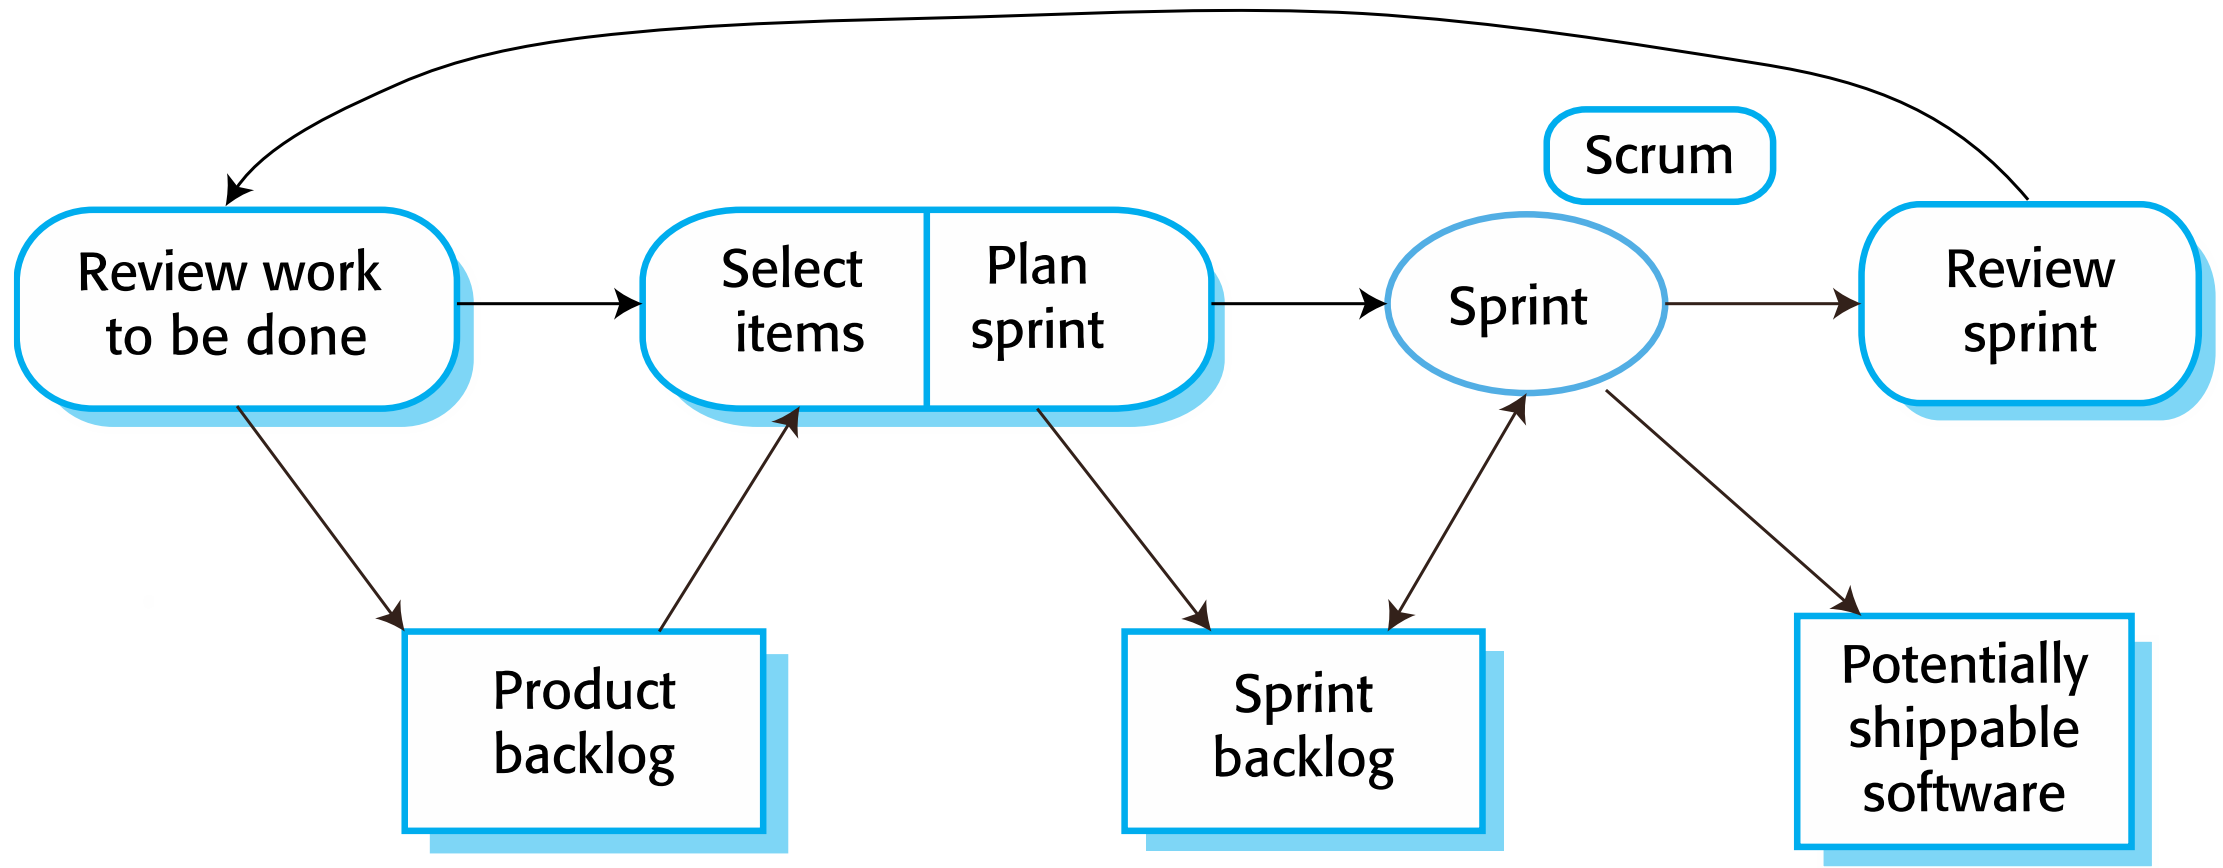 Scrum
Review work
to be done
Select
items
Plan
sprint
Sprint
Review
sprint
Product
backlog
Sprint
backlog
Potentially
shippable
software